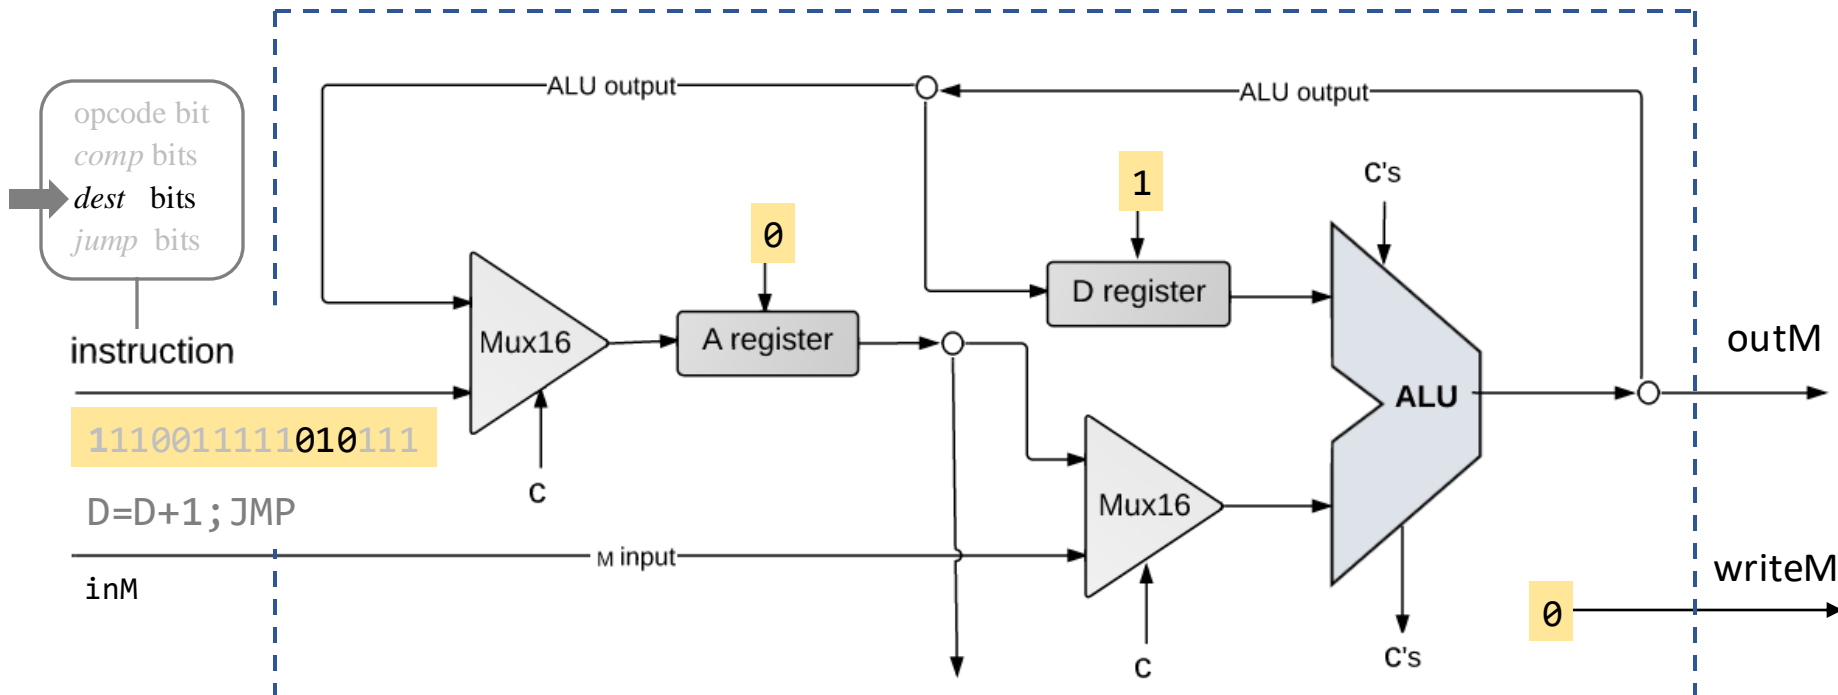 opcode bit
comp bits
dest bits
jump bits
instruction
1110011111010111
D=D+1;JMP
inM
ALU output
ALU output
Mux16
c
0
A register
1
D register
c's
ALU
Mux16
c
M input
c's
outM
writeM
0